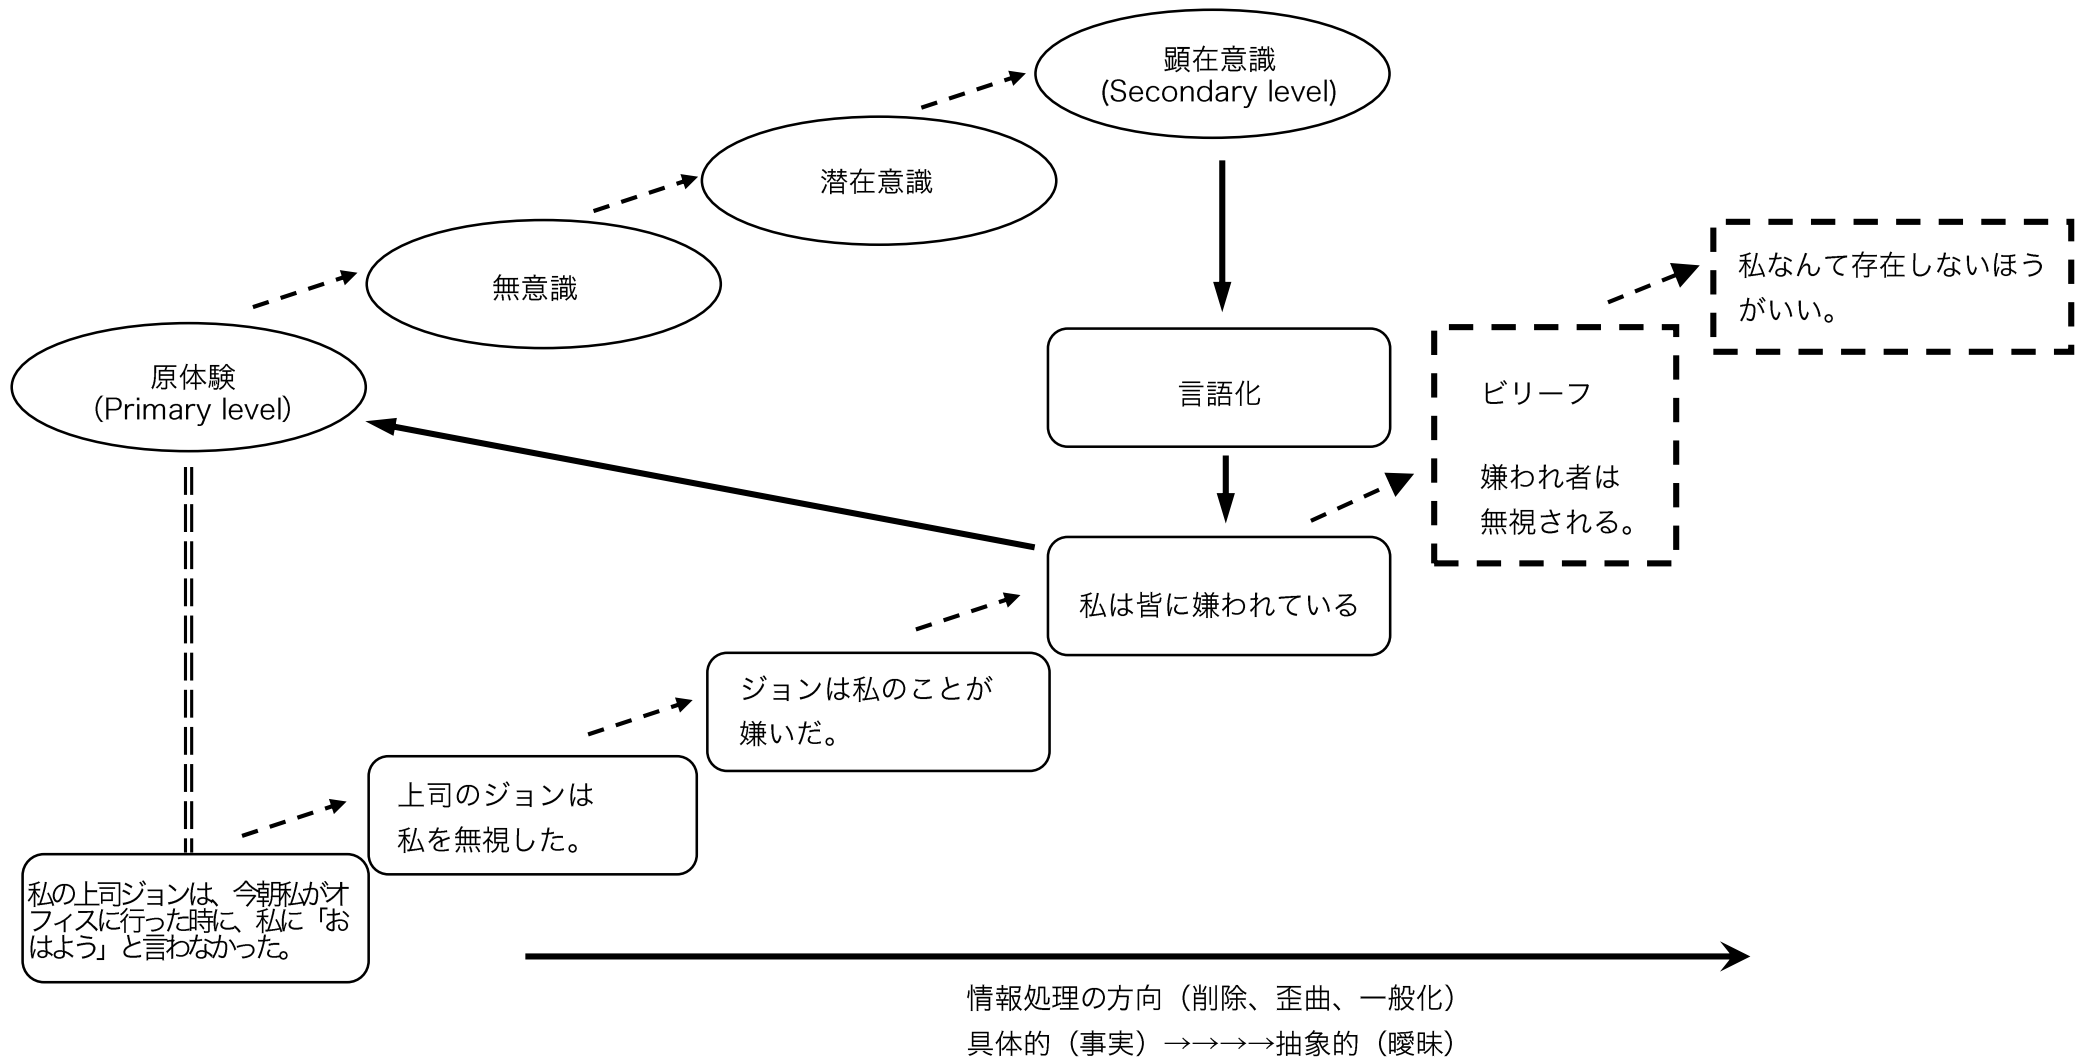 顕在意識
(Secondary level)
潜在意識
無意識
原体験
（Primary level）
言語化
私なんて存在しないほう
がいい。
ビリーフ
嫌われ者は
無視される。
私は皆に嫌われている
ジョンは私のことが
嫌いだ。
上司のジョンは
私を無視した。
私の上司ジョンは、今朝私がオ
フィスに行った時に、私に「お
はよう」と言わなかった。
情報処理の方向（削除、歪曲、一般化）
具体的（事実）→→→→抽象的（曖昧）